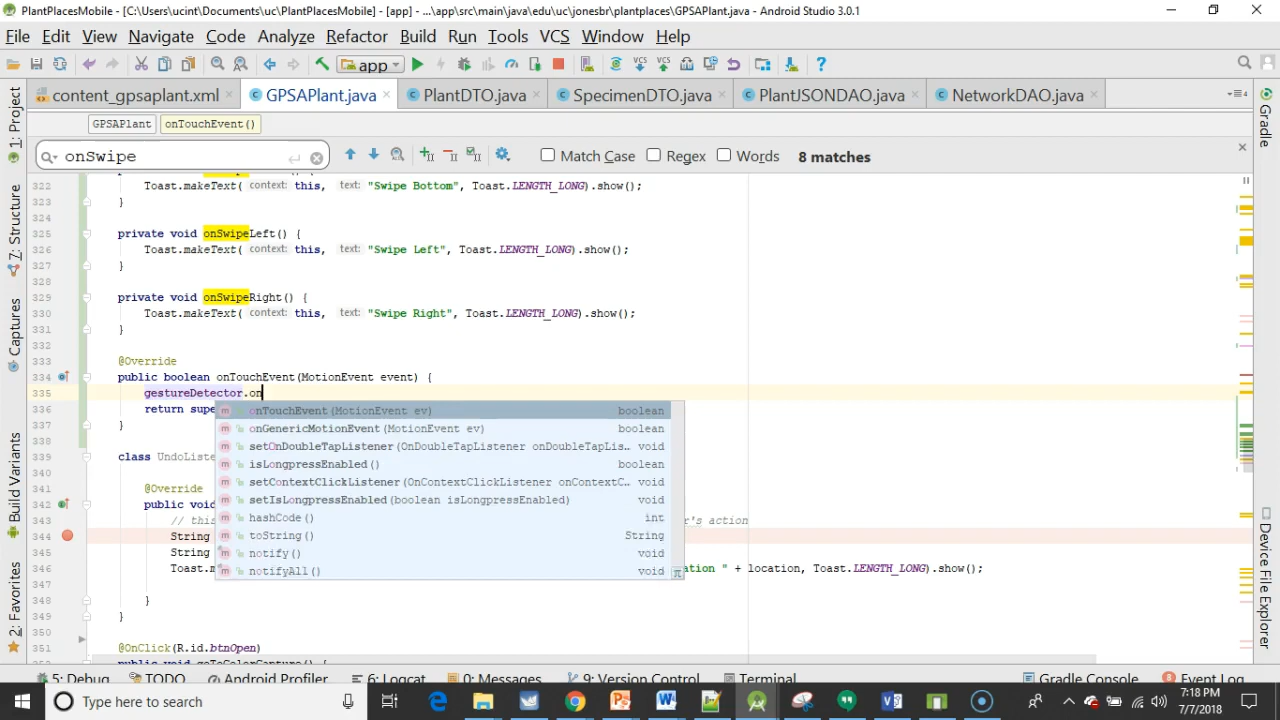 PlantPlacesMobile - [C:\Users\ucint\Documents\uc\PlantPlacesMobile] - [app] - ...\app\src\main\java\edu\uc\jonesbr\plantplaces\GPSAPlant.java - Android Studio 3.0.1
File Edit View Navigate Code Analyze Refactor Build Run Tools VCS Window Help
app
content_gpsaplant.xml GPSAPlant.java PlantDTO.java SpecimenDTO.java PlantJSONDAO.java NetworkDAO.java
GPSAPlant onTouchEvent()
onSwipe Match Case Regex Words 8 matches
322 Toast.makeText( context: this, text: "Swipe Bottom", Toast.LENGTH_LONG).show();
323 }
324
325 private void onSwipeLeft() {
326 Toast.makeText( context: this, text: "Swipe Left", Toast.LENGTH_LONG).show();
327 }
328
329 private void onSwipeRight() {
330 Toast.makeText( context: this, text: "Swipe Right", Toast.LENGTH_LONG).show();
331 }
332
333 @Override
334 public boolean onTouchEvent(MotionEvent event) {
335 gestureDetector.on
336 return supe
337 }
338
339 class UndoListe
340
341 @Override
342 public void
343 // this r's action
344 String
345 String
346 Toast.m ation " + location, Toast.LENGTH_LONG).show();
347
348 }
349 }
350
351 @OnClick(R.id.btnOpen)
public void goToColorCapture() {
m onTouchEvent(MotionEvent ev) boolean
m onGenericMotionEvent(MotionEvent ev) boolean
m setOnDoubleTapListener(OnDoubleTapListener onDoubleTapLis... void
m isLongpressEnabled() boolean
m setContextClickListener(OnContextClickListener onContextC... void
m setIsLongpressEnabled(boolean isLongpressEnabled) void
m hashCode() int
m toString() String
m notify() void
m notifyAll() void
π
1: Project
7: Structure
Captures
Build Variants
2: Favorites
Gradle
Device File Explorer
5: Debug TODO Android Profiler 6: Logcat 0: Messages 9: Version Control Terminal Gradle Console Event Log
Type here to search
7:18 PM
7/7/2018